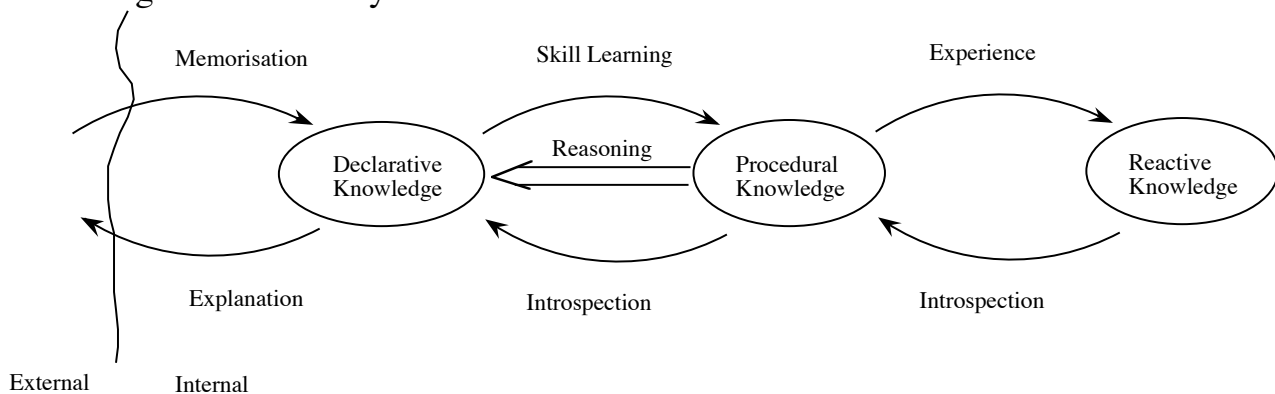 Memorisation
Skill Learning
Experience
Reasoning
Declarative
Knowledge
Procedural
Knowledge
Reactive
Knowledge
Explanation
Introspection
Introspection
External
Internal